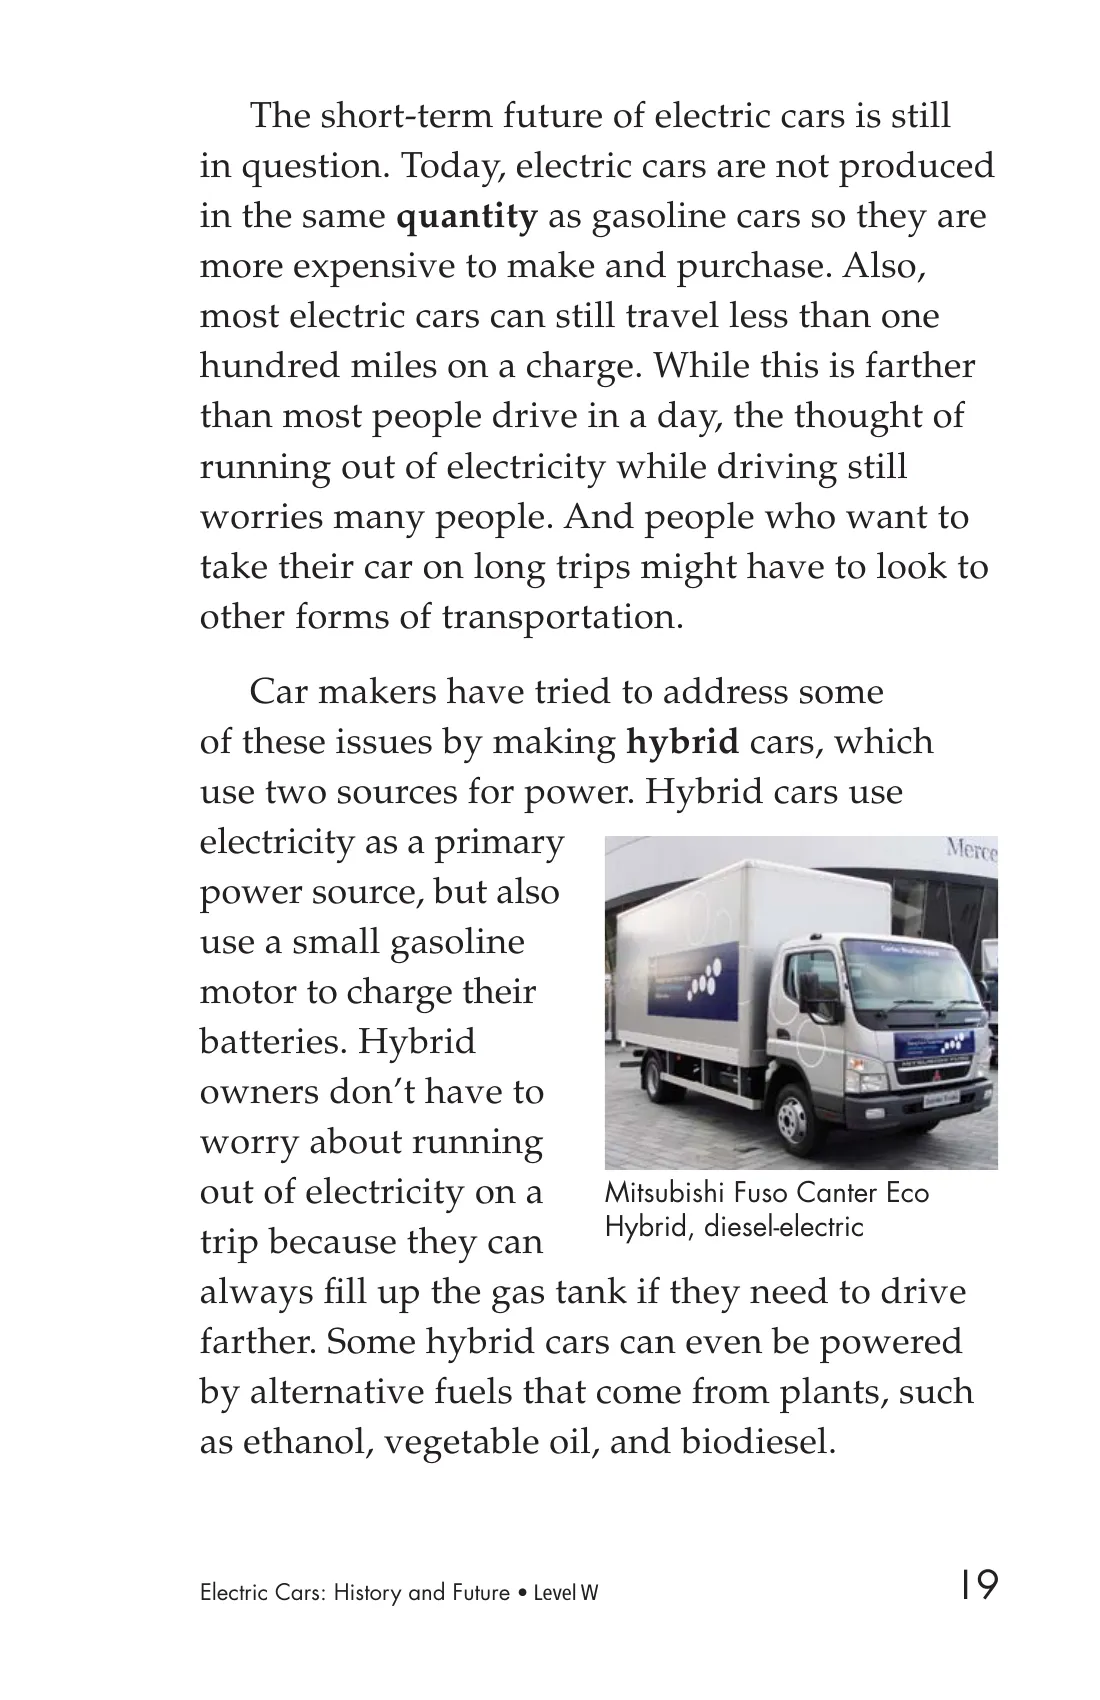 The short-term future of electric cars is still
in question. Today, electric cars are not produced
in the same quantity as gasoline cars so they are
more expensive to make and purchase. Also,
most electric cars can still travel less than one
hundred miles on a charge. While this is farther
than most people drive in a day, the thought of
running out of electricity while driving still
worries many people. And people who want to
take their car on long trips might have to look to
other forms of transportation.
Car makers have tried to address some
of these issues by making hybrid cars, which
use two sources for power. Hybrid cars use
electricity as a primary
power source, but also
use a small gasoline
motor to charge their
batteries. Hybrid
owners don’t have to
worry about running
out of electricity on a
trip because they can
always fill up the gas tank if they need to drive
farther. Some hybrid cars can even be powered
by alternative fuels that come from plants, such
as ethanol, vegetable oil, and biodiesel.
Merce
Mitsubishi Fuso Canter Eco
Hybrid, diesel-electric
Electric Cars: History and Future • Level W
19